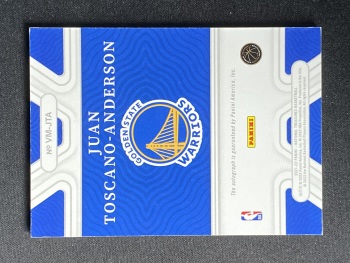 Nº VM-JTA
JUAN
TOSCANO-ANDERSON
GOLDEN STATE
WARRIORS
The autograph is guaranteed by Panini America, Inc.
PANINI